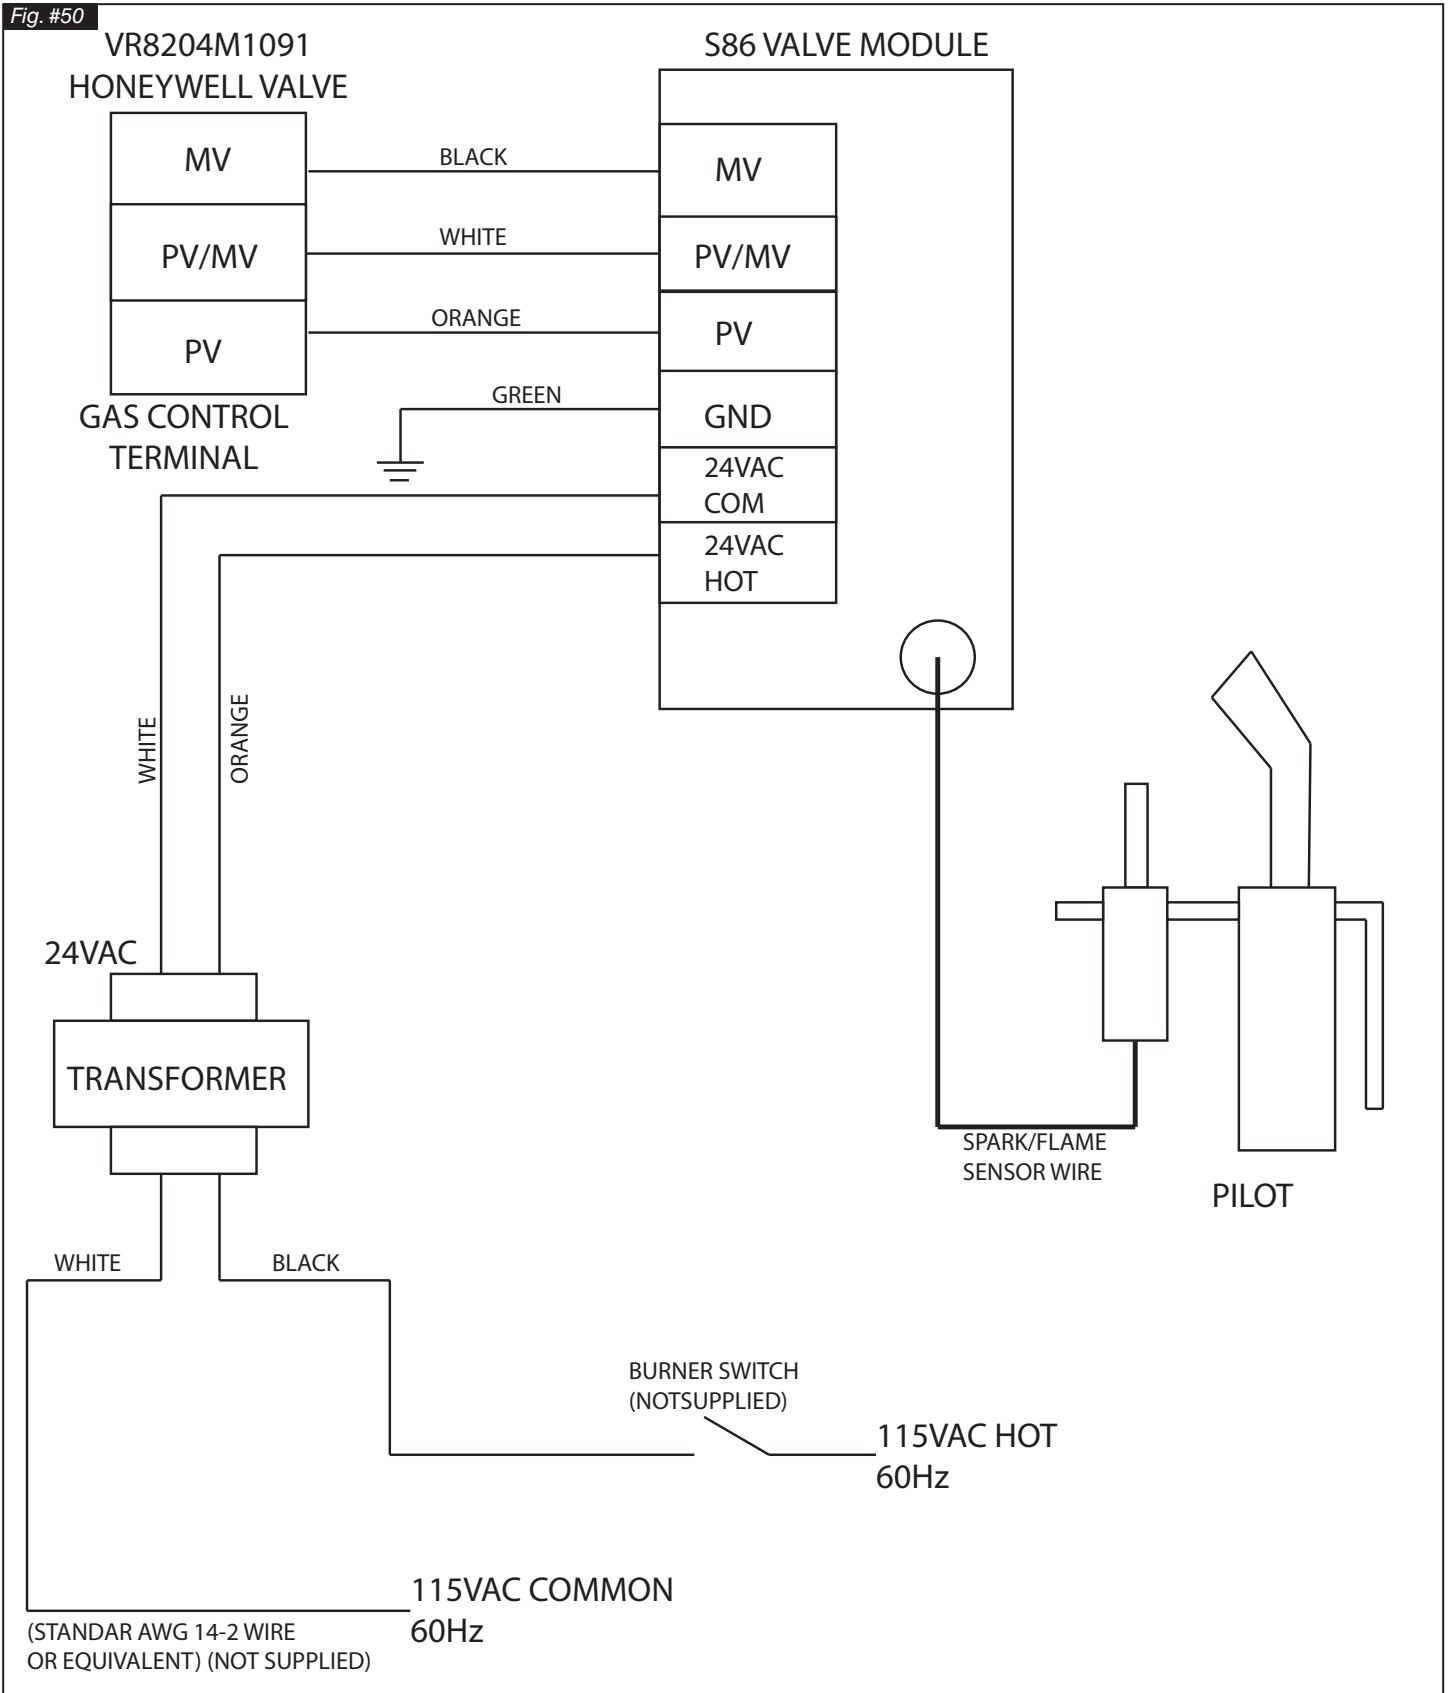 Fig. #50
VR8204M1091
HONEYWELL VALVE
S86 VALVE MODULE
MV
BLACK
MV
PV/MV
WHITE
PV/MV
PV
ORANGE
PV
GREEN
GND
GAS CONTROL
TERMINAL
24VAC
COM
24VAC
HOT
WHITE
ORANGE
24VAC
TRANSFORMER
SPARK/FLAME
SENSOR WIRE
PILOT
WHITE
BLACK
BURNER SWITCH
(NOTSUPPLIED)
115VAC HOT
60Hz
115VAC COMMON
60Hz
(STANDAR AWG 14-2 WIRE
OR EQUIVALENT) (NOT SUPPLIED)